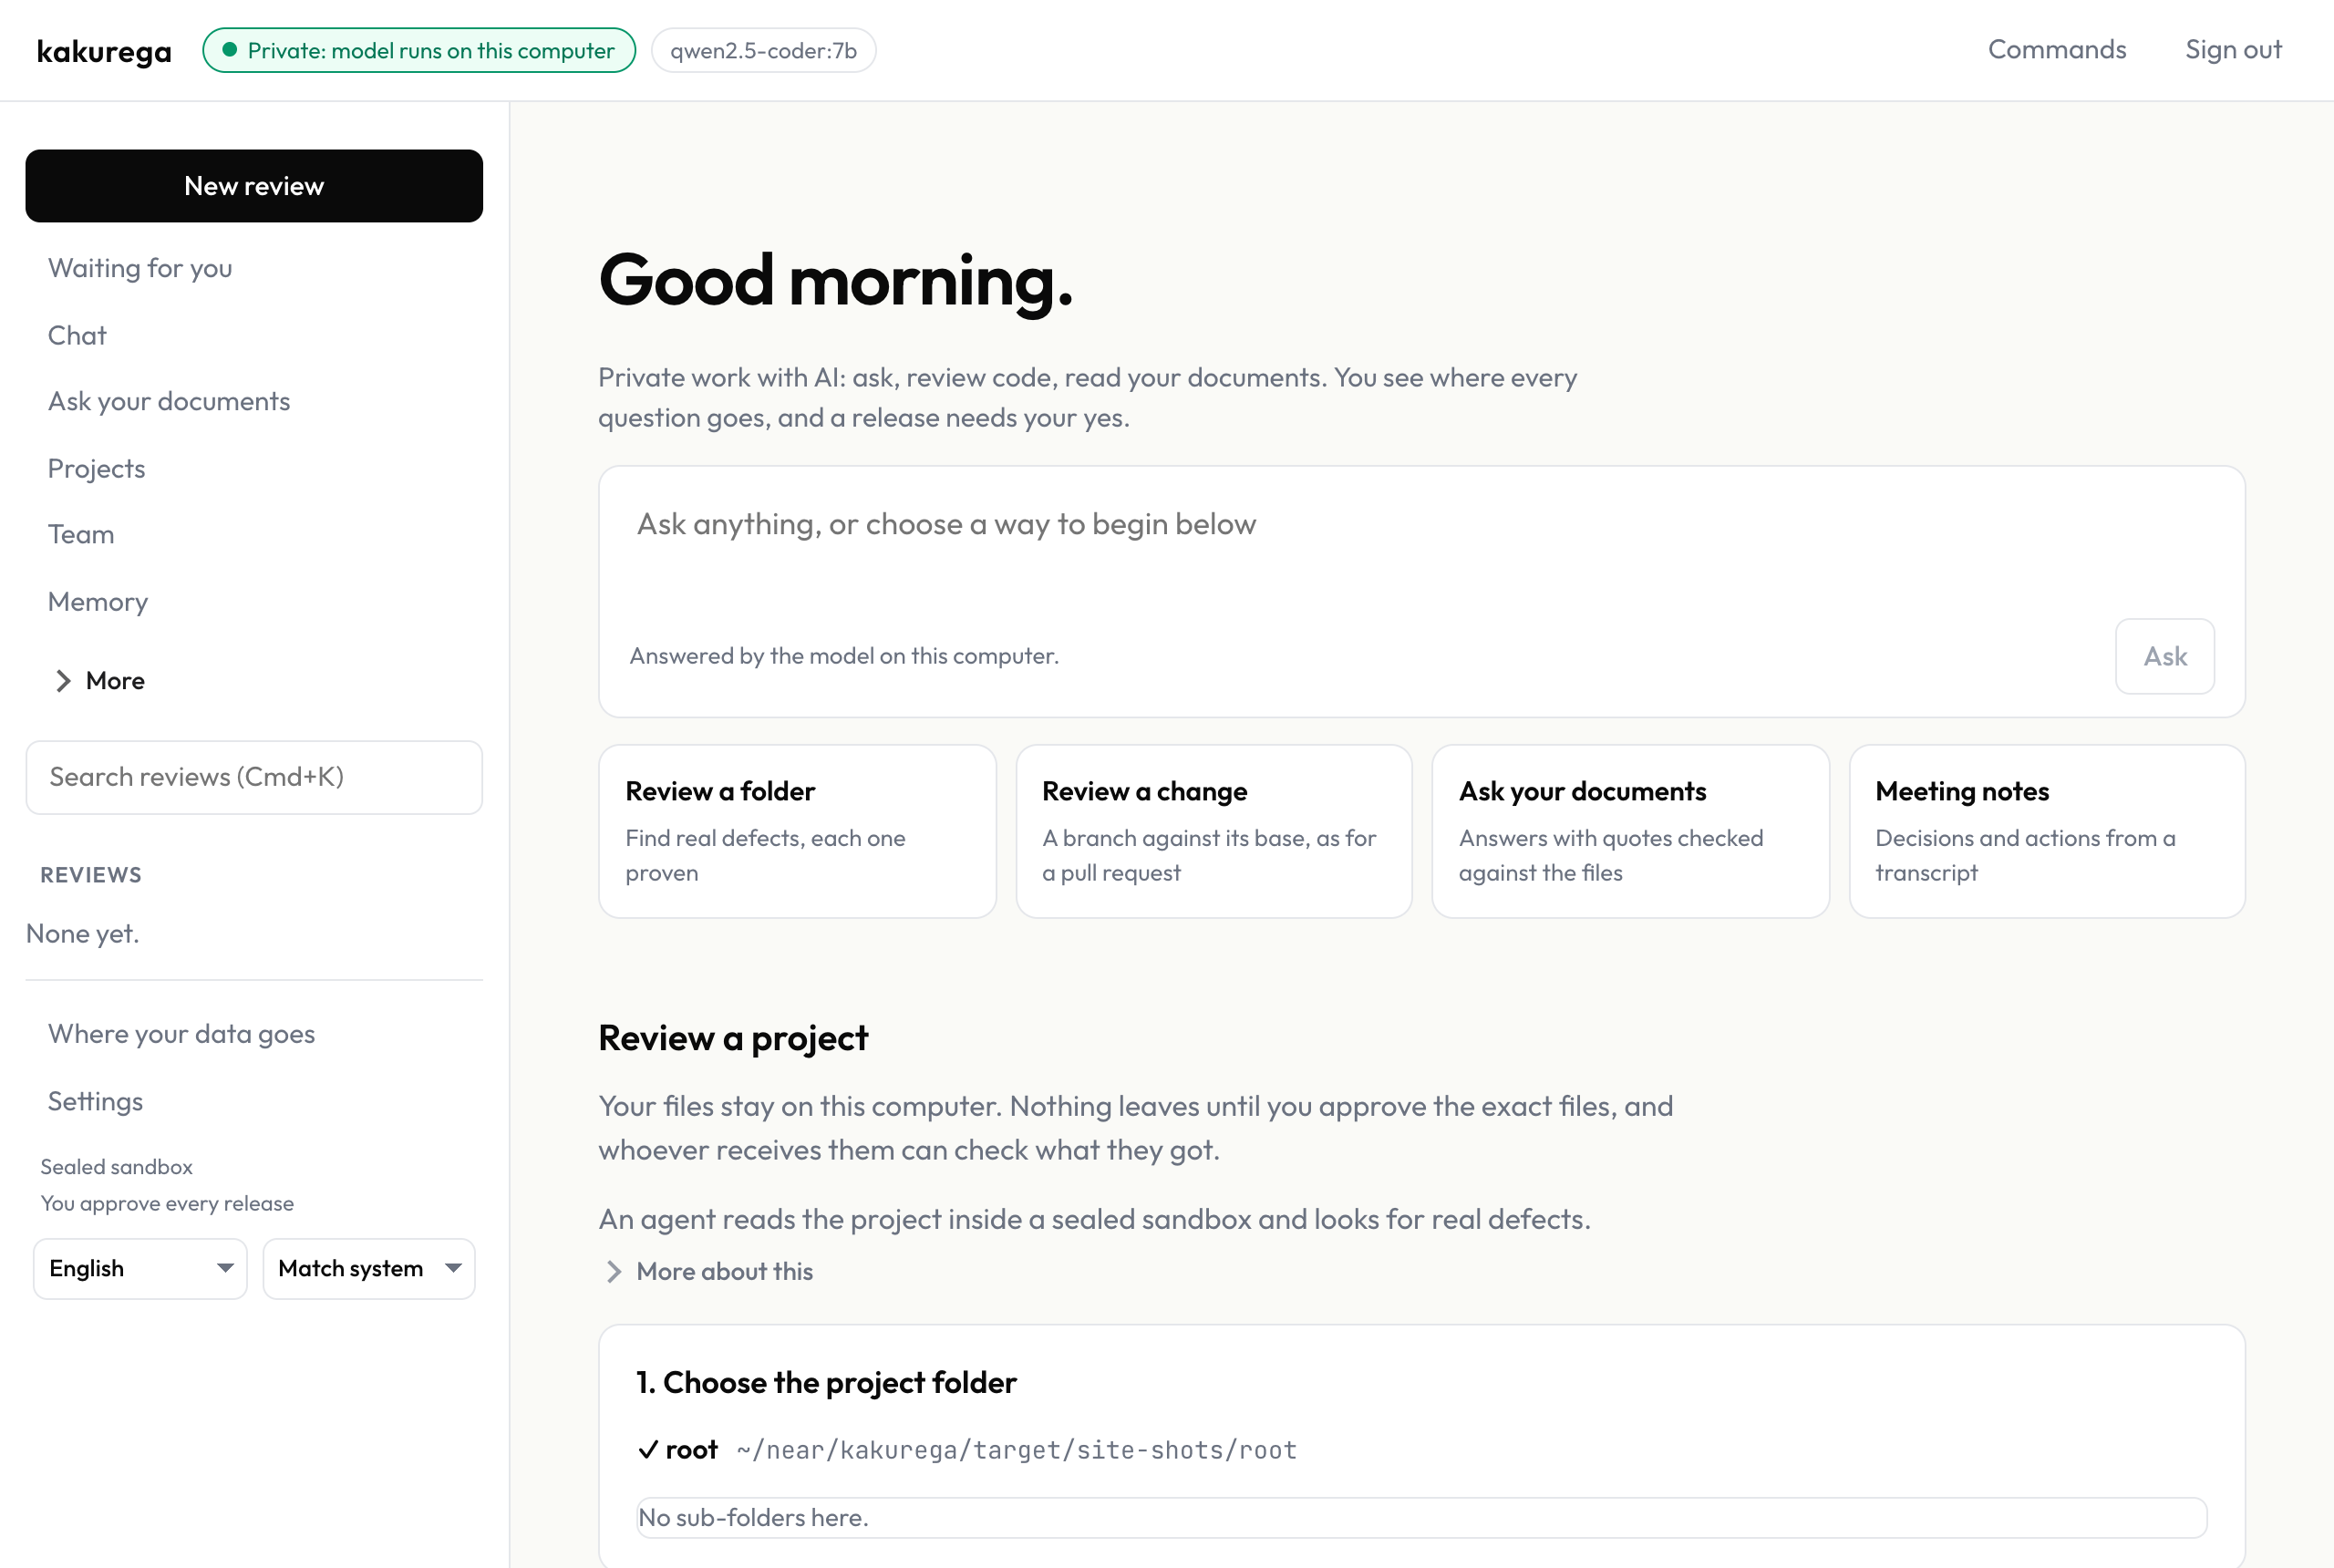 kakurega
Private: model runs on this computer
qwen2.5-coder:7b
Commands
Sign out
New review
Waiting for you
Chat
Ask your documents
Projects
Team
Memory
More
Search reviews (Cmd+K)
REVIEWS
None yet.
Where your data goes
Settings
Sealed sandbox
You approve every release
English
Match system
Good morning.
Private work with AI: ask, review code, read your documents. You see where every
question goes, and a release needs your yes.
Ask anything, or choose a way to begin below
Answered by the model on this computer.
Ask
Review a folder
Find real defects, each one
proven
Review a change
A branch against its base, as for
a pull request
Ask your documents
Answers with quotes checked
against the files
Meeting notes
Decisions and actions from a
transcript
Review a project
Your files stay on this computer. Nothing leaves until you approve the exact files, and
whoever receives them can check what they got.
An agent reads the project inside a sealed sandbox and looks for real defects.
More about this
1. Choose the project folder
✓ root ~/near/kakurega/target/site-shots/root
No sub-folders here.